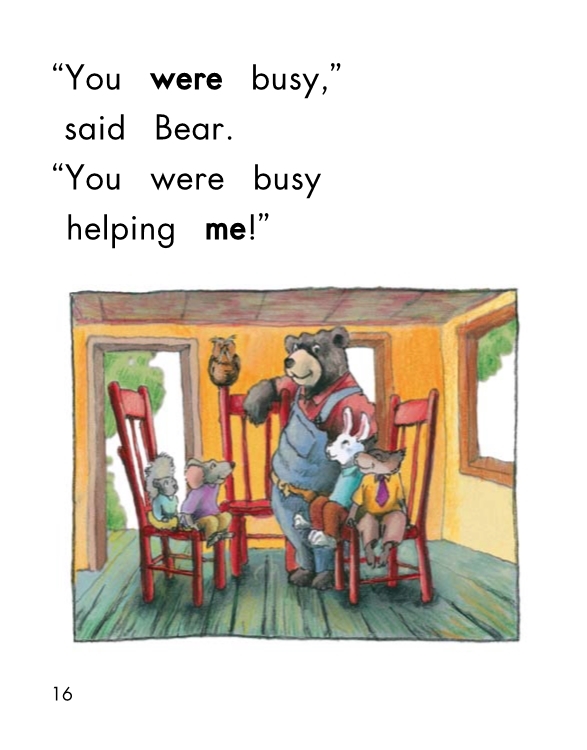 “You were busy,”
said Bear.
“You were busy
helping me!”
16